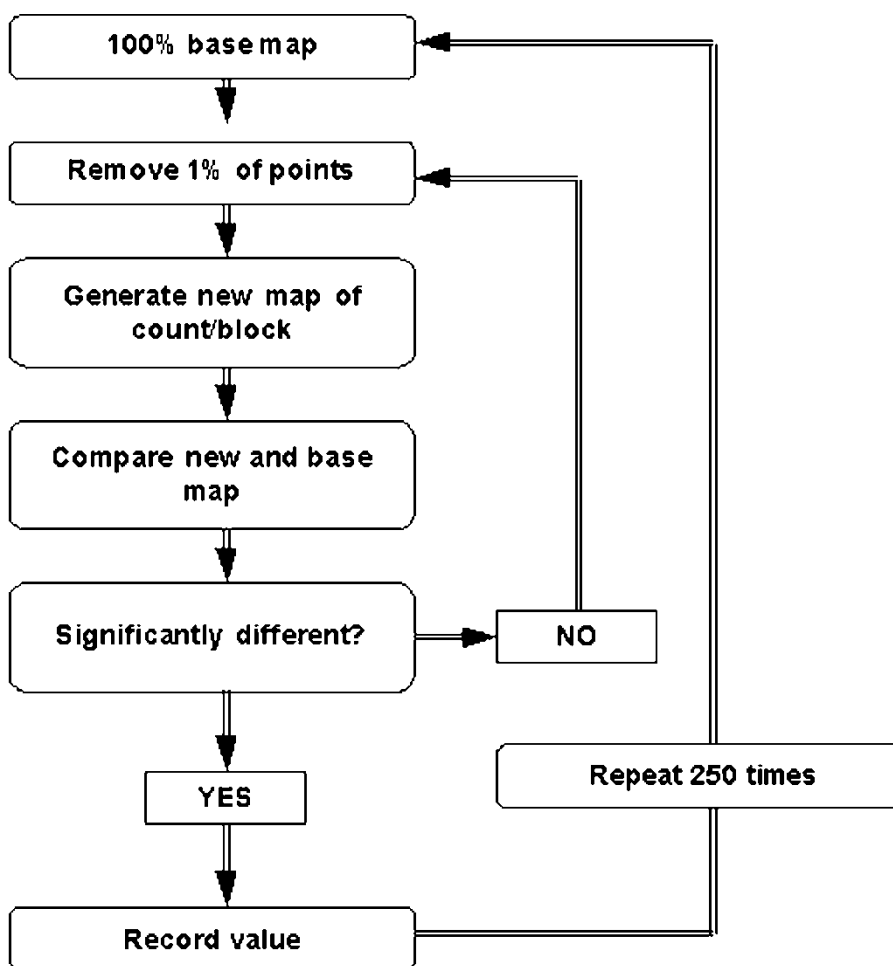 100% base map
Remove 1% of points
Generate new map of
count/block
Compare new and base
map
Significantly different?
NO
YES
Repeat 250 times
Record value